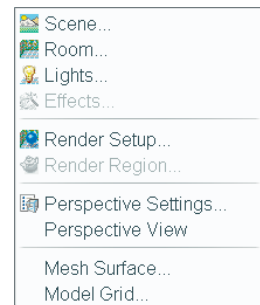 Scene...
Room...
Lights...
Effects...
Render Setup...
Render Region...
Perspective Settings...
Perspective View
Mesh Surface...
Model Grid...